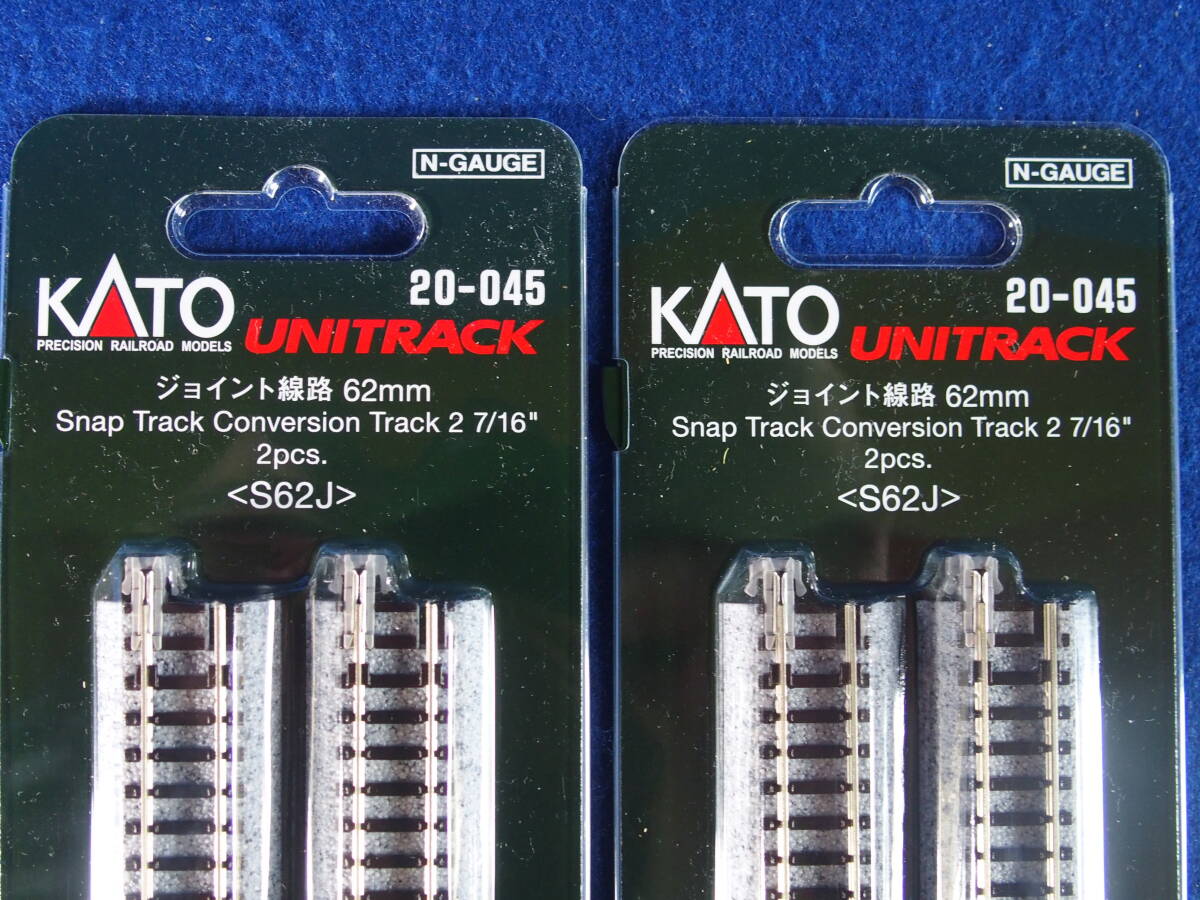 N-GAUGE
20-045
KATO
PRECISION RAILROAD MODELS
UNITRACK
ジョイント線路 62mm
Snap Track Conversion Track 2 7/16"
2pcs.
<S62J>
N-GAUGE
20-045
KATO
PRECISION RAILROAD MODELS
UNITRACK
ジョイント線路 62mm
Snap Track Conversion Track 2 7/16"
2pcs.
<S62J>